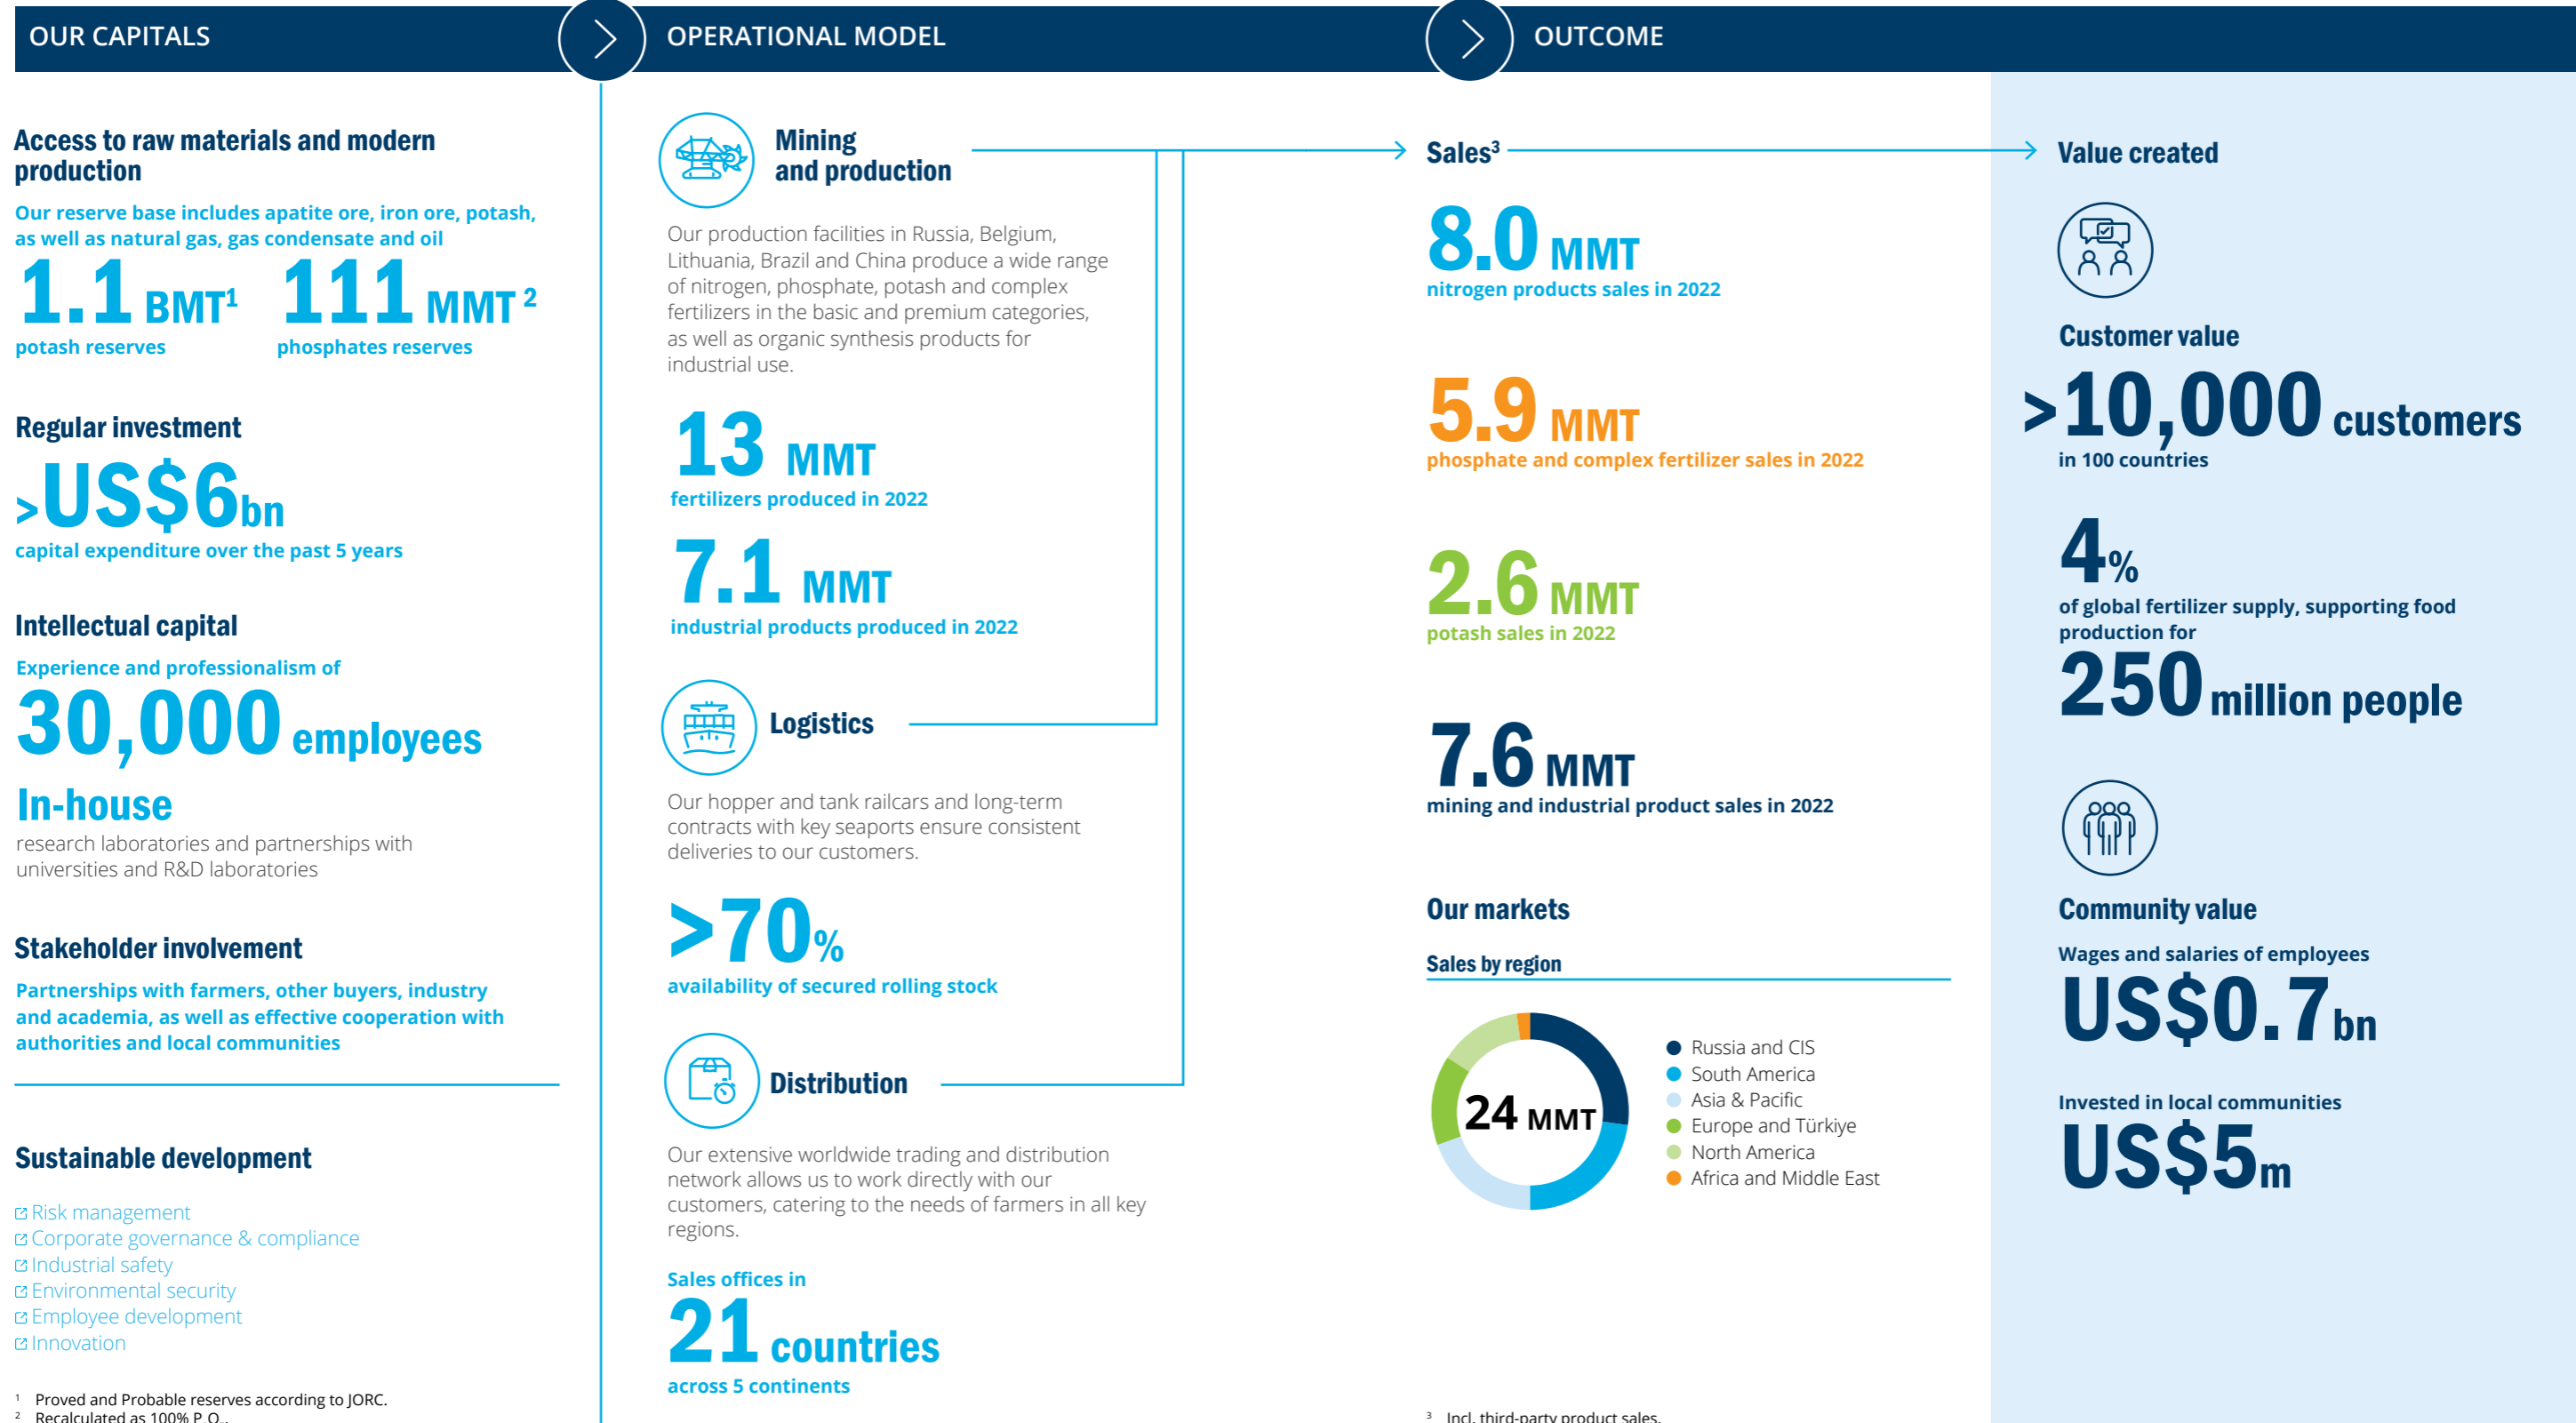 OUR CAPITALS
OPERATIONAL MODEL
OUTCOME
Access to raw materials and modern
production
Our reserve base includes apatite ore, iron ore, potash,
as well as natural gas, gas condensate and oil
1.1 BMT¹
potash reserves
111 MMT ²
phosphates reserves
Regular investment
>US$6bn
capital expenditure over the past 5 years
Intellectual capital
Experience and professionalism of
30,000 employees
In-house
research laboratories and partnerships with
universities and R&D laboratories
Stakeholder involvement
Partnerships with farmers, other buyers, industry
and academia, as well as effective cooperation with
authorities and local communities
Sustainable development
Risk management
Corporate governance & compliance
Industrial safety
Environmental security
Employee development
Innovation
¹ Proved and Probable reserves according to JORC.
² Recalculated as 100% P₂O₅.
Mining
and production
Our production facilities in Russia, Belgium,
Lithuania, Brazil and China produce a wide range
of nitrogen, phosphate, potash and complex
fertilizers in the basic and premium categories,
as well as organic synthesis products for
industrial use.
13 MMT
fertilizers produced in 2022
7.1 MMT
industrial products produced in 2022
Logistics
Our hopper and tank railcars and long-term
contracts with key seaports ensure consistent
deliveries to our customers.
>70%
availability of secured rolling stock
Distribution
Our extensive worldwide trading and distribution
network allows us to work directly with our
customers, catering to the needs of farmers in all key
regions.
Sales offices in
21 countries
across 5 continents
Sales³
8.0 MMT
nitrogen products sales in 2022
5.9 MMT
phosphate and complex fertilizer sales in 2022
2.6 MMT
potash sales in 2022
7.6 MMT
mining and industrial product sales in 2022
Our markets
Sales by region
24 MMT
Russia and CIS
South America
Asia & Pacific
Europe and Türkiye
North America
Africa and Middle East
³ Incl. third-party product sales.
Value created
Customer value
>10,000 customers
in 100 countries
4%
of global fertilizer supply, supporting food
production for
250 million people
Community value
Wages and salaries of employees
US$0.7bn
Invested in local communities
US$5m